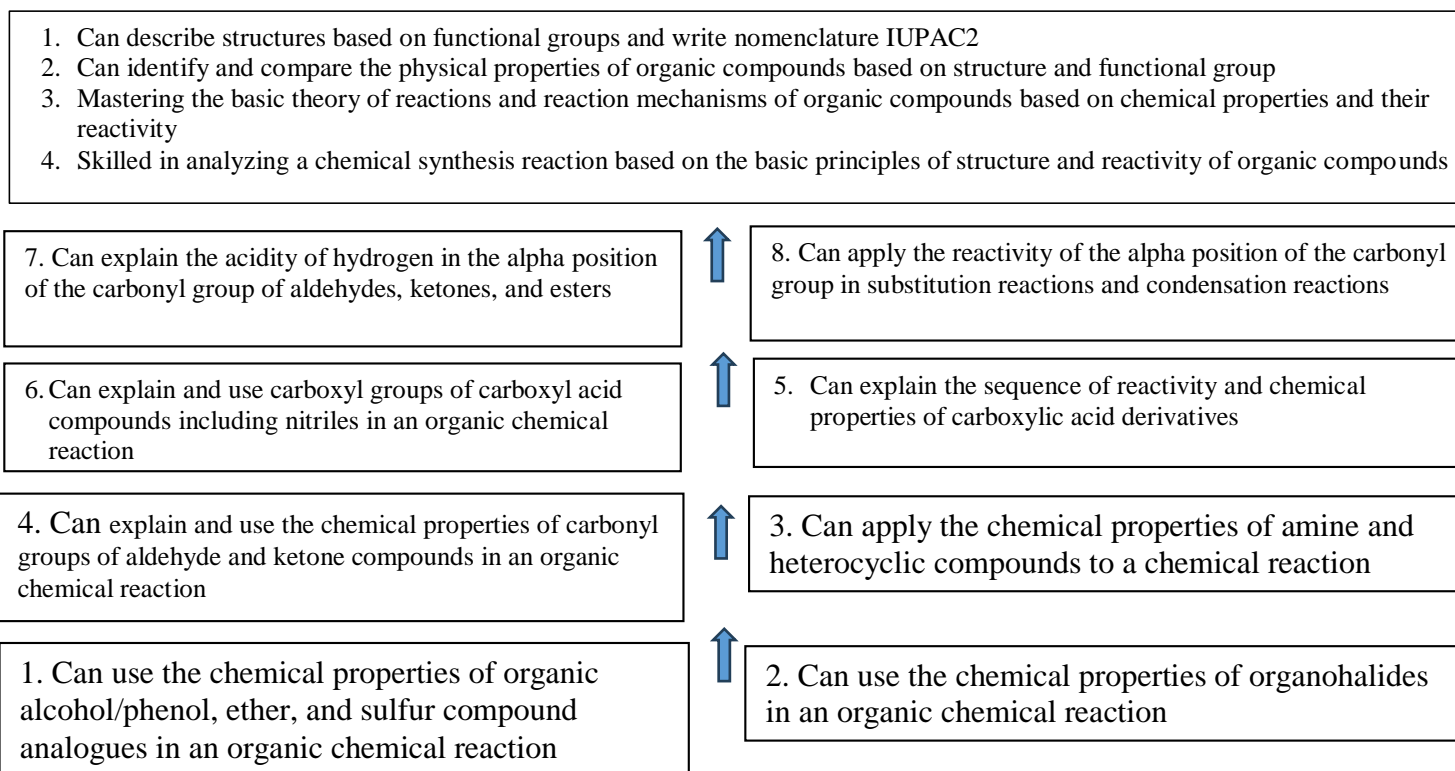 1. Can describe structures based on functional groups and write nomenclature IUPAC2
2. Can identify and compare the physical properties of organic compounds based on structure and functional group
3. Mastering the basic theory of reactions and reaction mechanisms of organic compounds based on chemical properties and their
reactivity
4. Skilled in analyzing a chemical synthesis reaction based on the basic principles of structure and reactivity of organic compounds
7. Can explain the acidity of hydrogen in the alpha position
of the carbonyl group of aldehydes, ketones, and esters
8. Can apply the reactivity of the alpha position of the carbonyl
group in substitution reactions and condensation reactions
6. Can explain and use carboxyl groups of carboxyl acid
compounds including nitriles in an organic chemical
reaction
5. Can explain the sequence of reactivity and chemical
properties of carboxylic acid derivatives
4. Can explain and use the chemical properties of carbonyl
groups of aldehyde and ketone compounds in an organic
chemical reaction
3. Can apply the chemical properties of amine and
heterocyclic compounds to a chemical reaction
1. Can use the chemical properties of organic
alcohol/phenol, ether, and sulfur compound
analogues in an organic chemical reaction
2. Can use the chemical properties of organohalides
in an organic chemical reaction